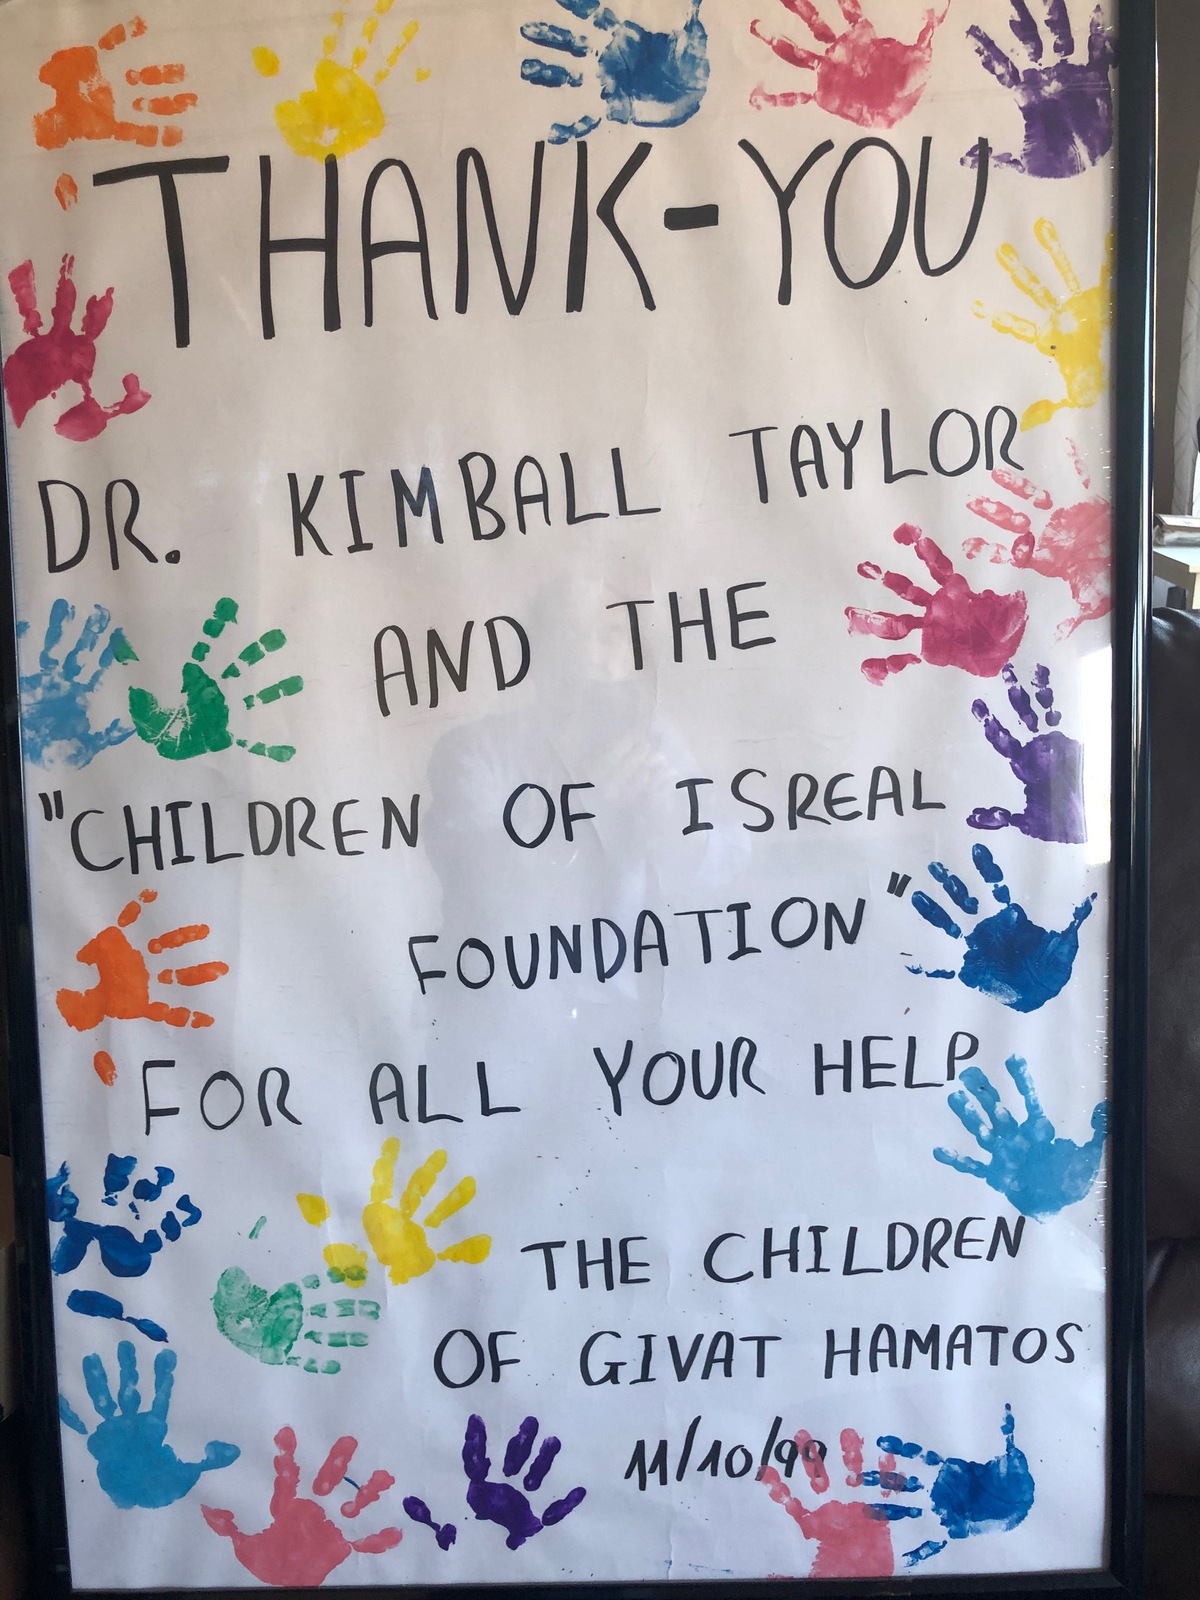 THANK-YOU
DR. KIMBALL TAYLOR
AND THE
"CHILDREN OF ISREAL
FOUNDATION"
FOR ALL YOUR HELP
THE CHILDREN
OF GIVAT HAMATOS
11/10/99